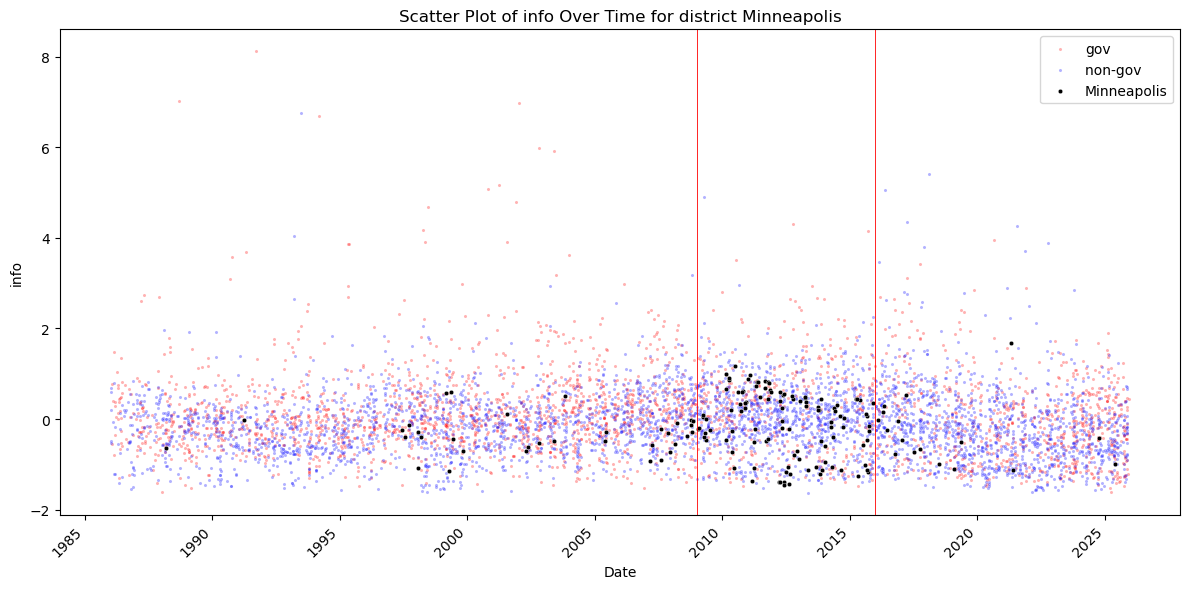 Scatter Plot of info Over Time for district Minneapolis
gov
non-gov
Minneapolis
info
8
6
4
2
0
−2
1985
1990
1995
2000
2005
2010
2015
2020
2025
Date